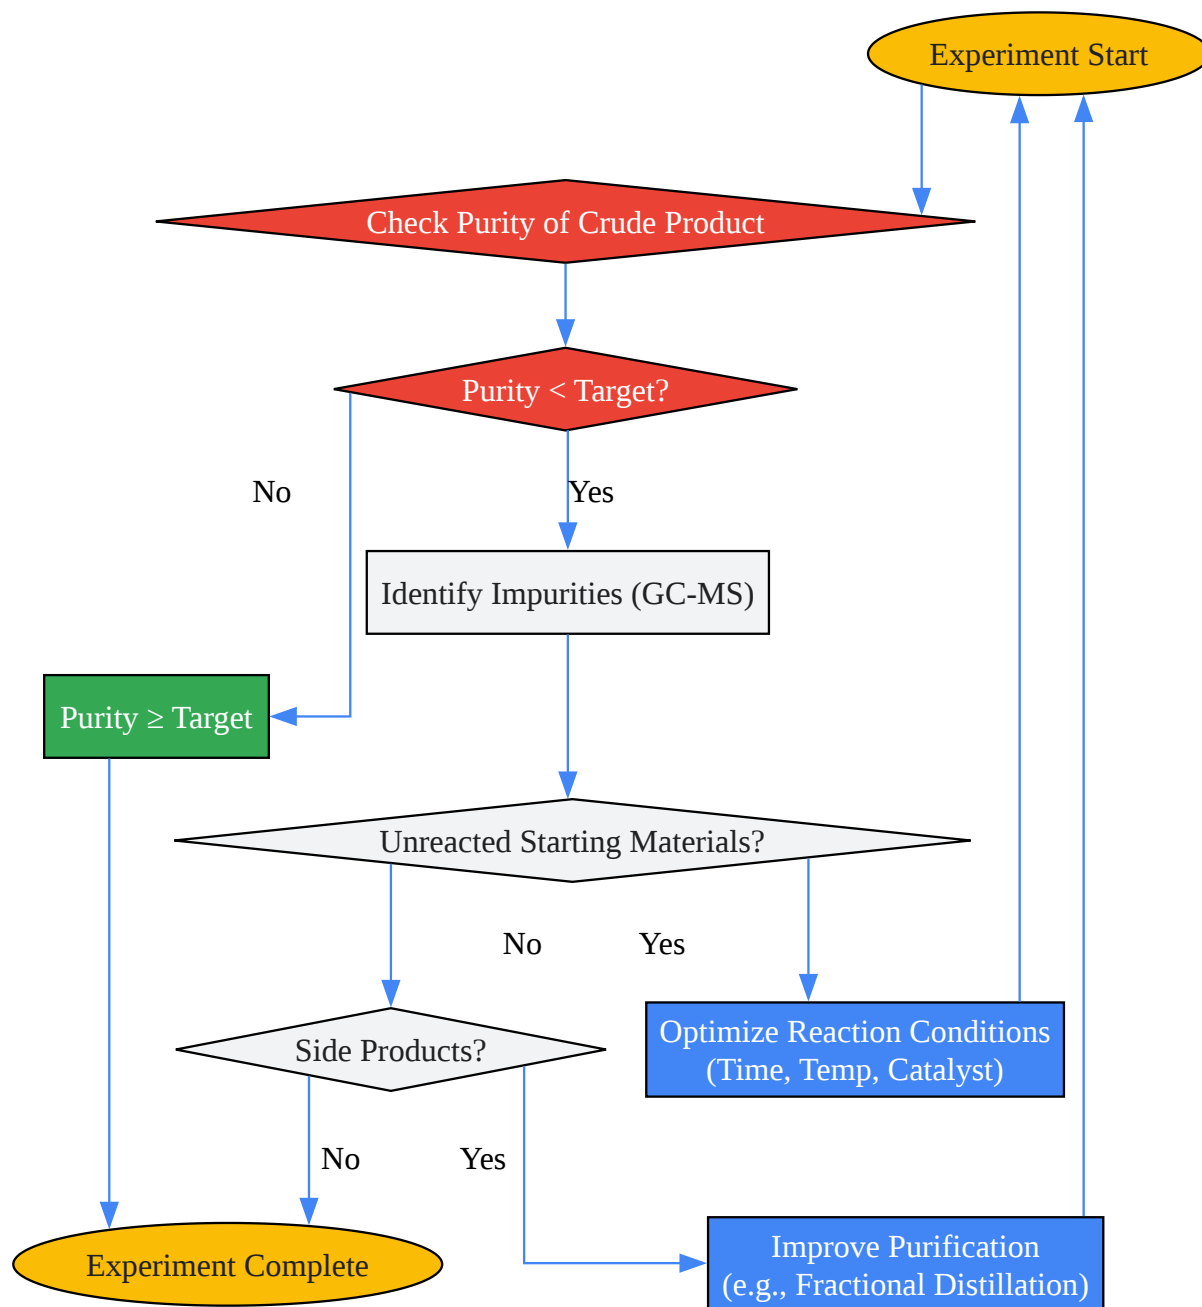 Experiment Start
Check Purity of Crude Product
Purity < Target?
No
Yes
Identify Impurities (GC-MS)
Purity ≥ Target
Unreacted Starting Materials?
No
Yes
Optimize Reaction Conditions
(Time, Temp, Catalyst)
Side Products?
No
Yes
Experiment Complete
Improve Purification
(e.g., Fractional Distillation)